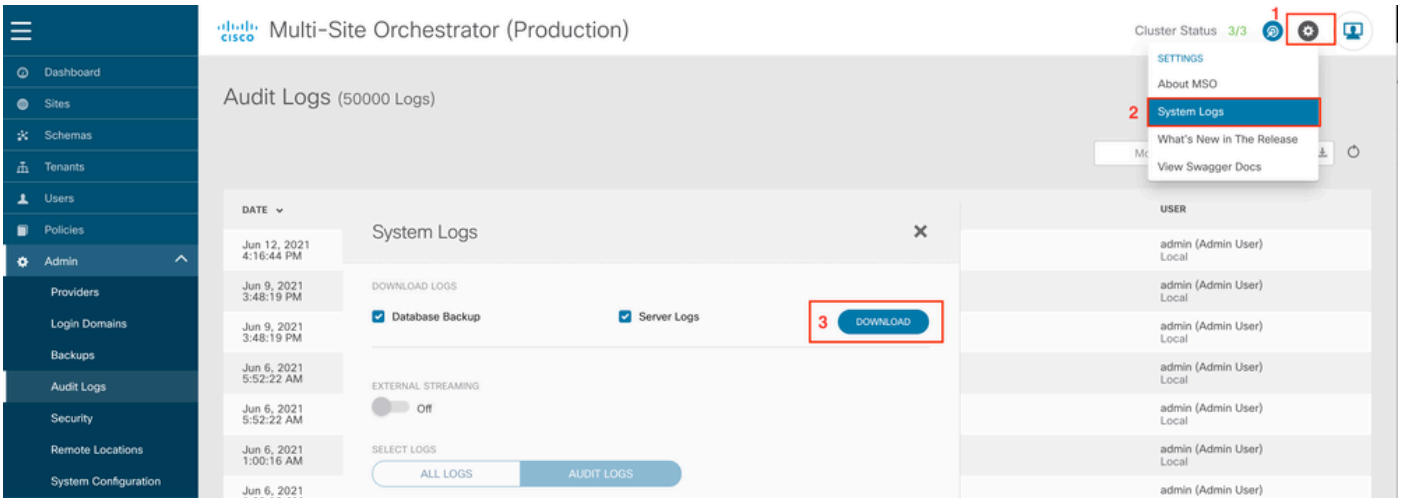 cisco Multi-Site Orchestrator (Production)
Cluster Status 3/3
1
SETTINGS
About MSO
2 System Logs
What's New in The Release
View Swagger Docs
Dashboard
Sites
Schemas
Tenants
Users
Policies
Admin
Providers
Login Domains
Backups
Audit Logs
Security
Remote Locations
System Configuration
Audit Logs (50000 Logs)
DATE
USER
Jun 12, 2021
4:16:44 PM
admin (Admin User)
Local
Jun 9, 2021
3:48:19 PM
admin (Admin User)
Local
Jun 9, 2021
3:48:19 PM
admin (Admin User)
Local
Jun 6, 2021
5:52:22 AM
admin (Admin User)
Local
Jun 6, 2021
5:52:22 AM
admin (Admin User)
Local
Jun 6, 2021
1:00:16 AM
admin (Admin User)
Local
Jun 6, 2021
admin (Admin User)
System Logs
DOWNLOAD LOGS
Database Backup
Server Logs
3 DOWNLOAD
EXTERNAL STREAMING
Off
SELECT LOGS
ALL LOGS
AUDIT LOGS